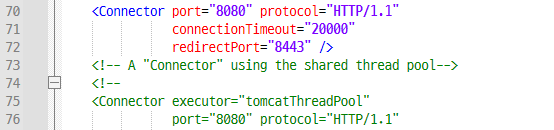 70 <Connector port="8080" protocol="HTTP/1.1"
71 connectionTimeout="20000"
72 redirectPort="8443" />
73 <!-- A "Connector" using the shared thread pool-->
74 <!--
75 <Connector executor="tomcatThreadPool"
76 port="8080" protocol="HTTP/1.1"